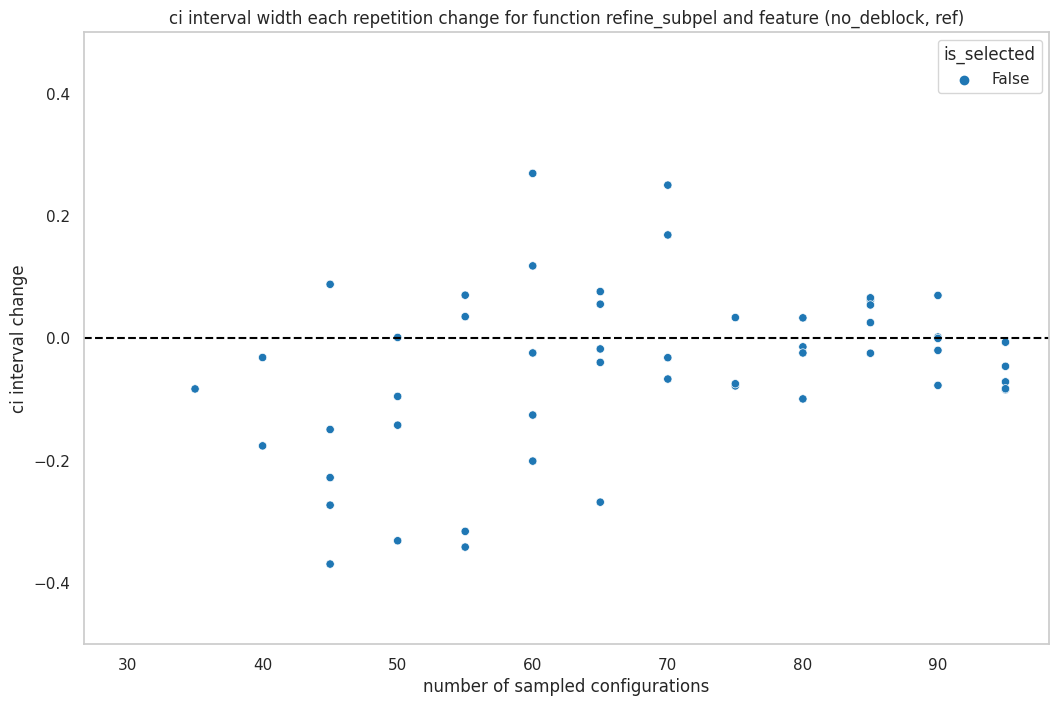 ci interval width each repetition change for function refine_subpel and feature (no_deblock, ref)
is_selected
False
0.4
0.2
0.0
−0.2
−0.4
ci interval change
30 40 50 60 70 80 90
number of sampled configurations